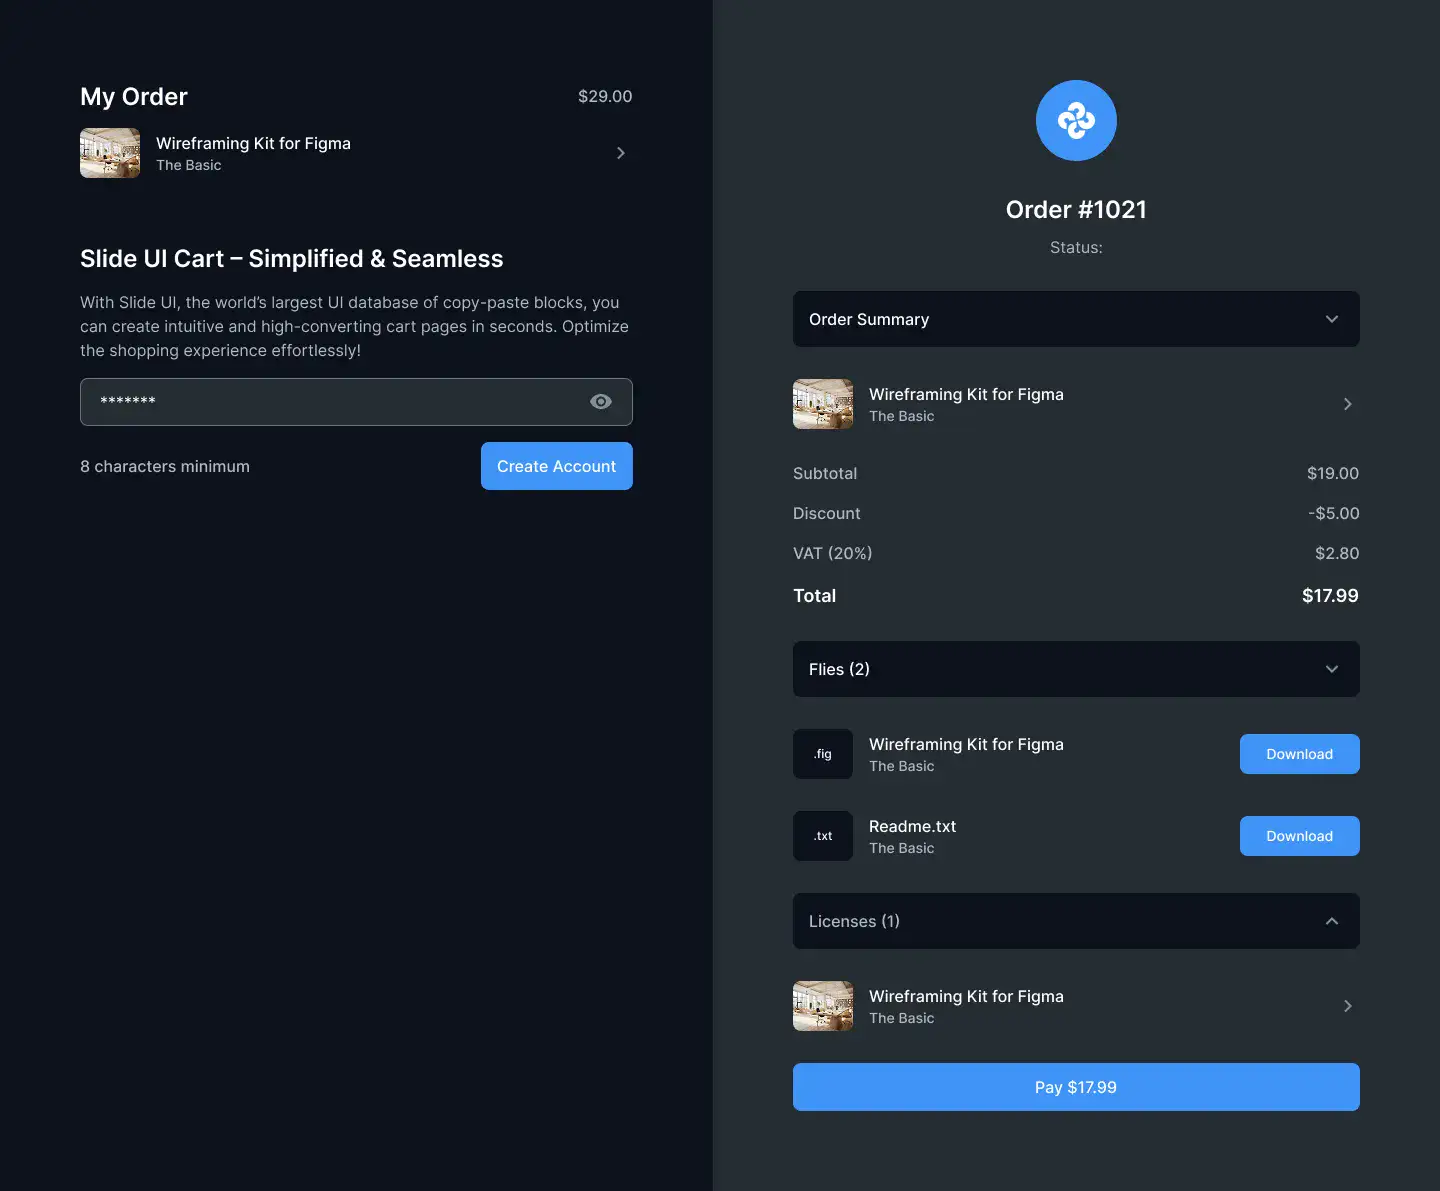 My Order
$29.00
Wireframing Kit for Figma
The Basic
Slide UI Cart – Simplified & Seamless
With Slide UI, the world’s largest UI database of copy-paste blocks, you
can create intuitive and high-converting cart pages in seconds. Optimize
the shopping experience effortlessly!
*******
8 characters minimum
Create Account
Order #1021
Status:
Order Summary
Wireframing Kit for Figma
The Basic
Subtotal
$19.00
Discount
-$5.00
VAT (20%)
$2.80
Total
$17.99
Flies (2)
.fig
Wireframing Kit for Figma
The Basic
Download
.txt
Readme.txt
The Basic
Download
Licenses (1)
Wireframing Kit for Figma
The Basic
Pay $17.99